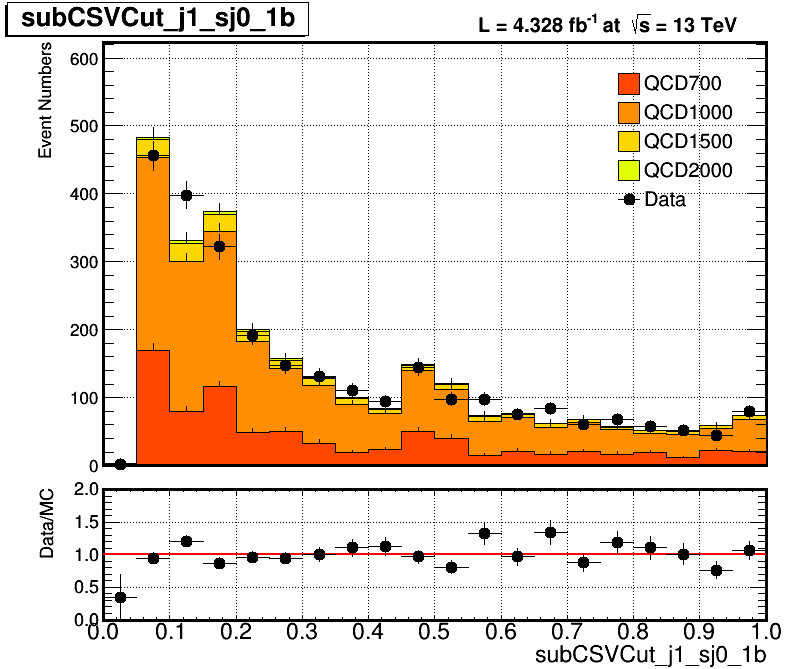 subCSVCut_j1_sj0_1b
L = 4.328 fb-1 at √s = 13 TeV
Event Numbers
600
500
400
300
200
100
0
QCD700
QCD1000
QCD1500
QCD2000
Data
Data/MC
2.0
1.5
1.0
0.5
0.0
0.0 0.1 0.2 0.3 0.4 0.5 0.6 0.7 0.8 0.9 1.0
subCSVCut_j1_sj0_1b